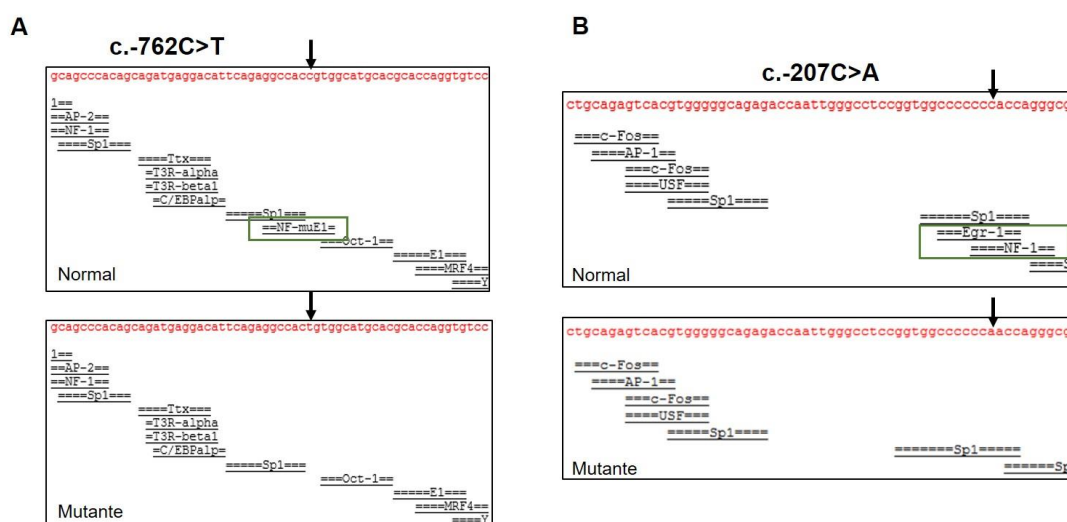 A
c.-762C>T
gcagcccacagcagatgaggacattcagaggccaccgtggcatgcacgcaccaggtgtcc
1==
==AP-2==
==NF-1==
====Sp1===
====Ttx===
=T3R-alpha
=T3R-beta1
=C/EBPalp=
=====Sp1===
==NF-muE1=
===Oct-1==
=====E1===
====MRF4==
====Y
Normal
gcagcccacagcagatgaggacattcagaggccactgtggcatgcacgcaccaggtgtcc
1==
==AP-2==
==NF-1==
====Sp1===
====Ttx===
=T3R-alpha
=T3R-beta1
=C/EBPalp=
=====Sp1===
===Oct-1==
=====E1===
====MRF4==
====Y
Mutante
B
c.-207C>A
ctgcagagtcacgtgggggcagagaccaattgggcctccggtggcccccccaccagggcg
===c-Fos==
====AP-1==
===c-Fos==
====USF===
=====Sp1====
======Sp1====
===Egr-1==
====NF-1==
====S
Normal
ctgcagagtcacgtgggggcagagaccaattgggcctccggtggccccccaaccagggcg
===c-Fos==
====AP-1==
===c-Fos==
====USF===
=====Sp1====
=======Sp1=====
======Sp
Mutante